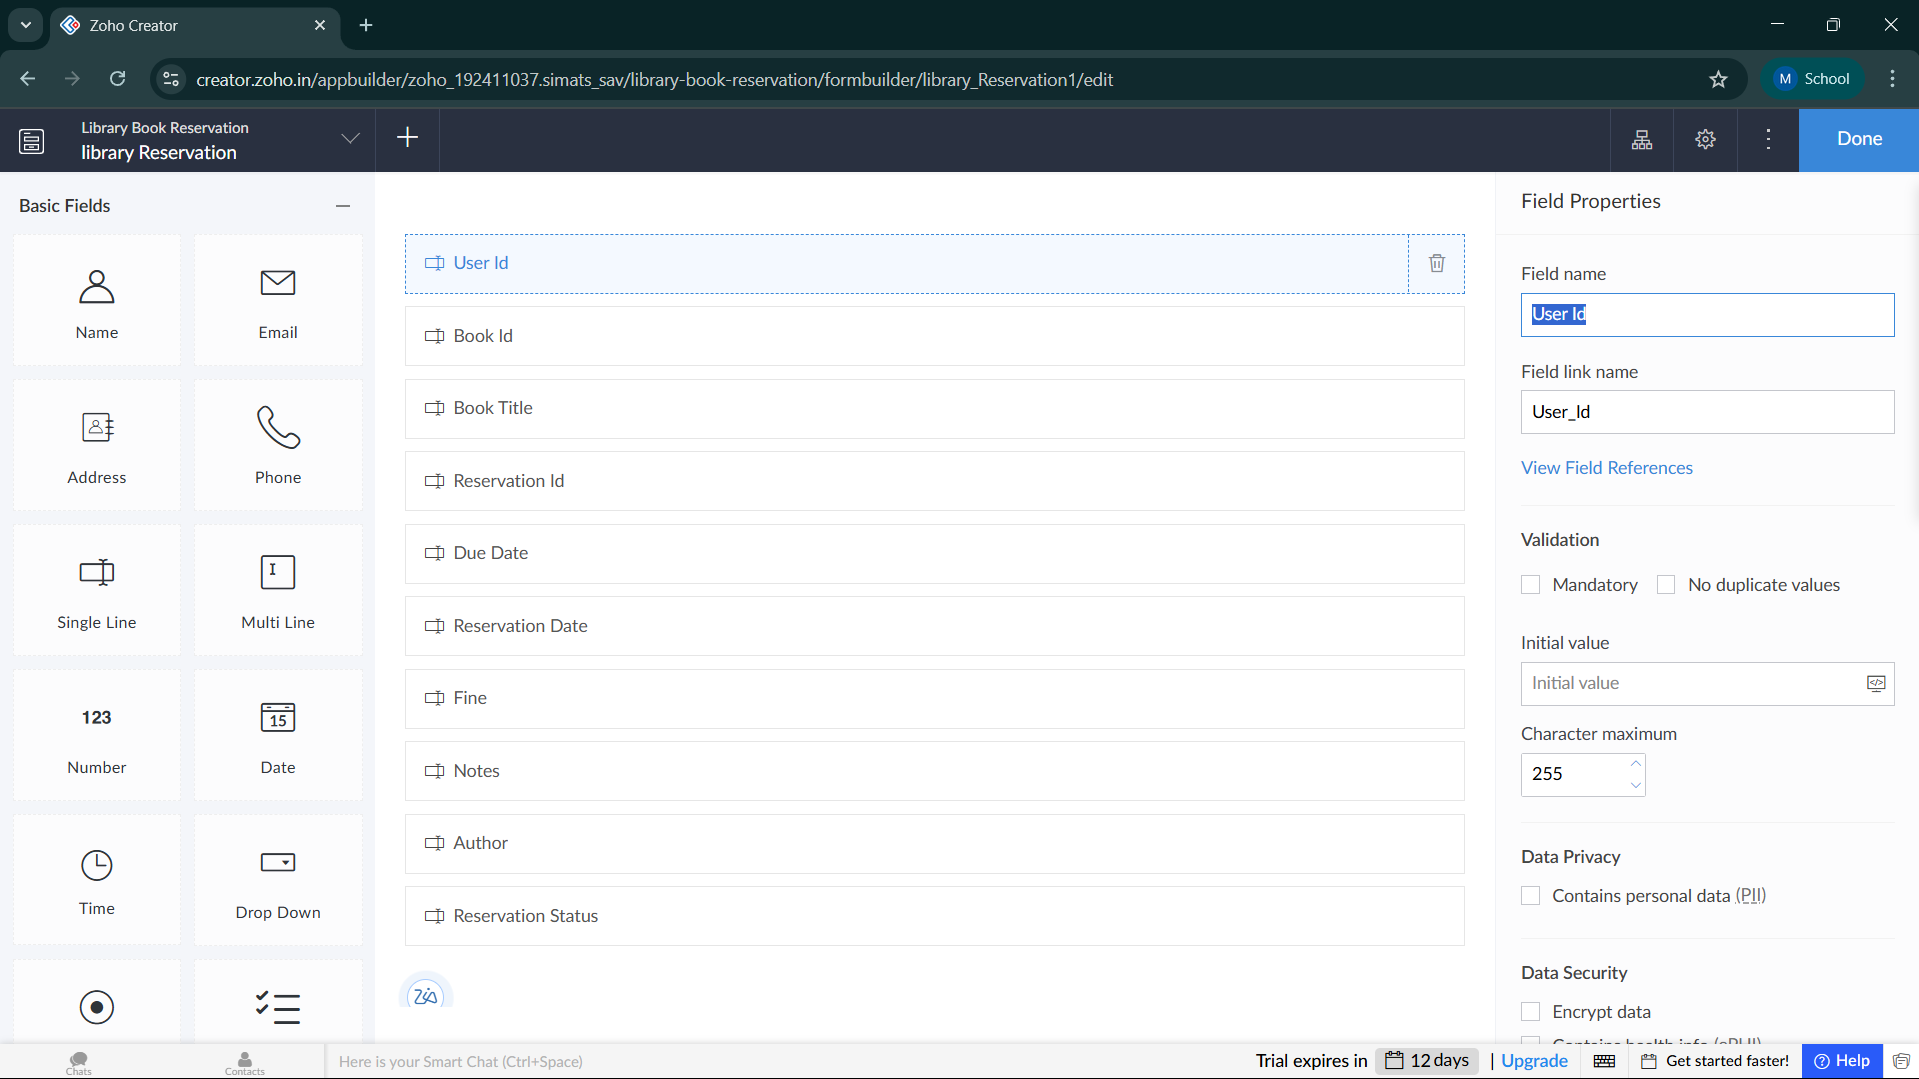 Zoho Creator
creator.zoho.in/appbuilder/zoho_192411037.simats_sav/library-book-reservation/formbuilder/library_Reservation1/edit
M School
Library Book Reservation
library Reservation
Done
Basic Fields
Name
Email
Address
Phone
Single Line
Multi Line
123
Number
15
Date
Time
Drop Down
User Id
Book Id
Book Title
Reservation Id
Due Date
Reservation Date
Fine
Notes
Author
Reservation Status
Zia
Field Properties
Field name
User Id
Field link name
User_Id
View Field References
Validation
Mandatory
No duplicate values
Initial value
Initial value
Character maximum
255
Data Privacy
Contains personal data (PII)
Data Security
Encrypt data
Contains health info (ePHI)
Chats
Contacts
Here is your Smart Chat (Ctrl+Space)
Trial expires in 12 days | Upgrade
Get started faster!
Help